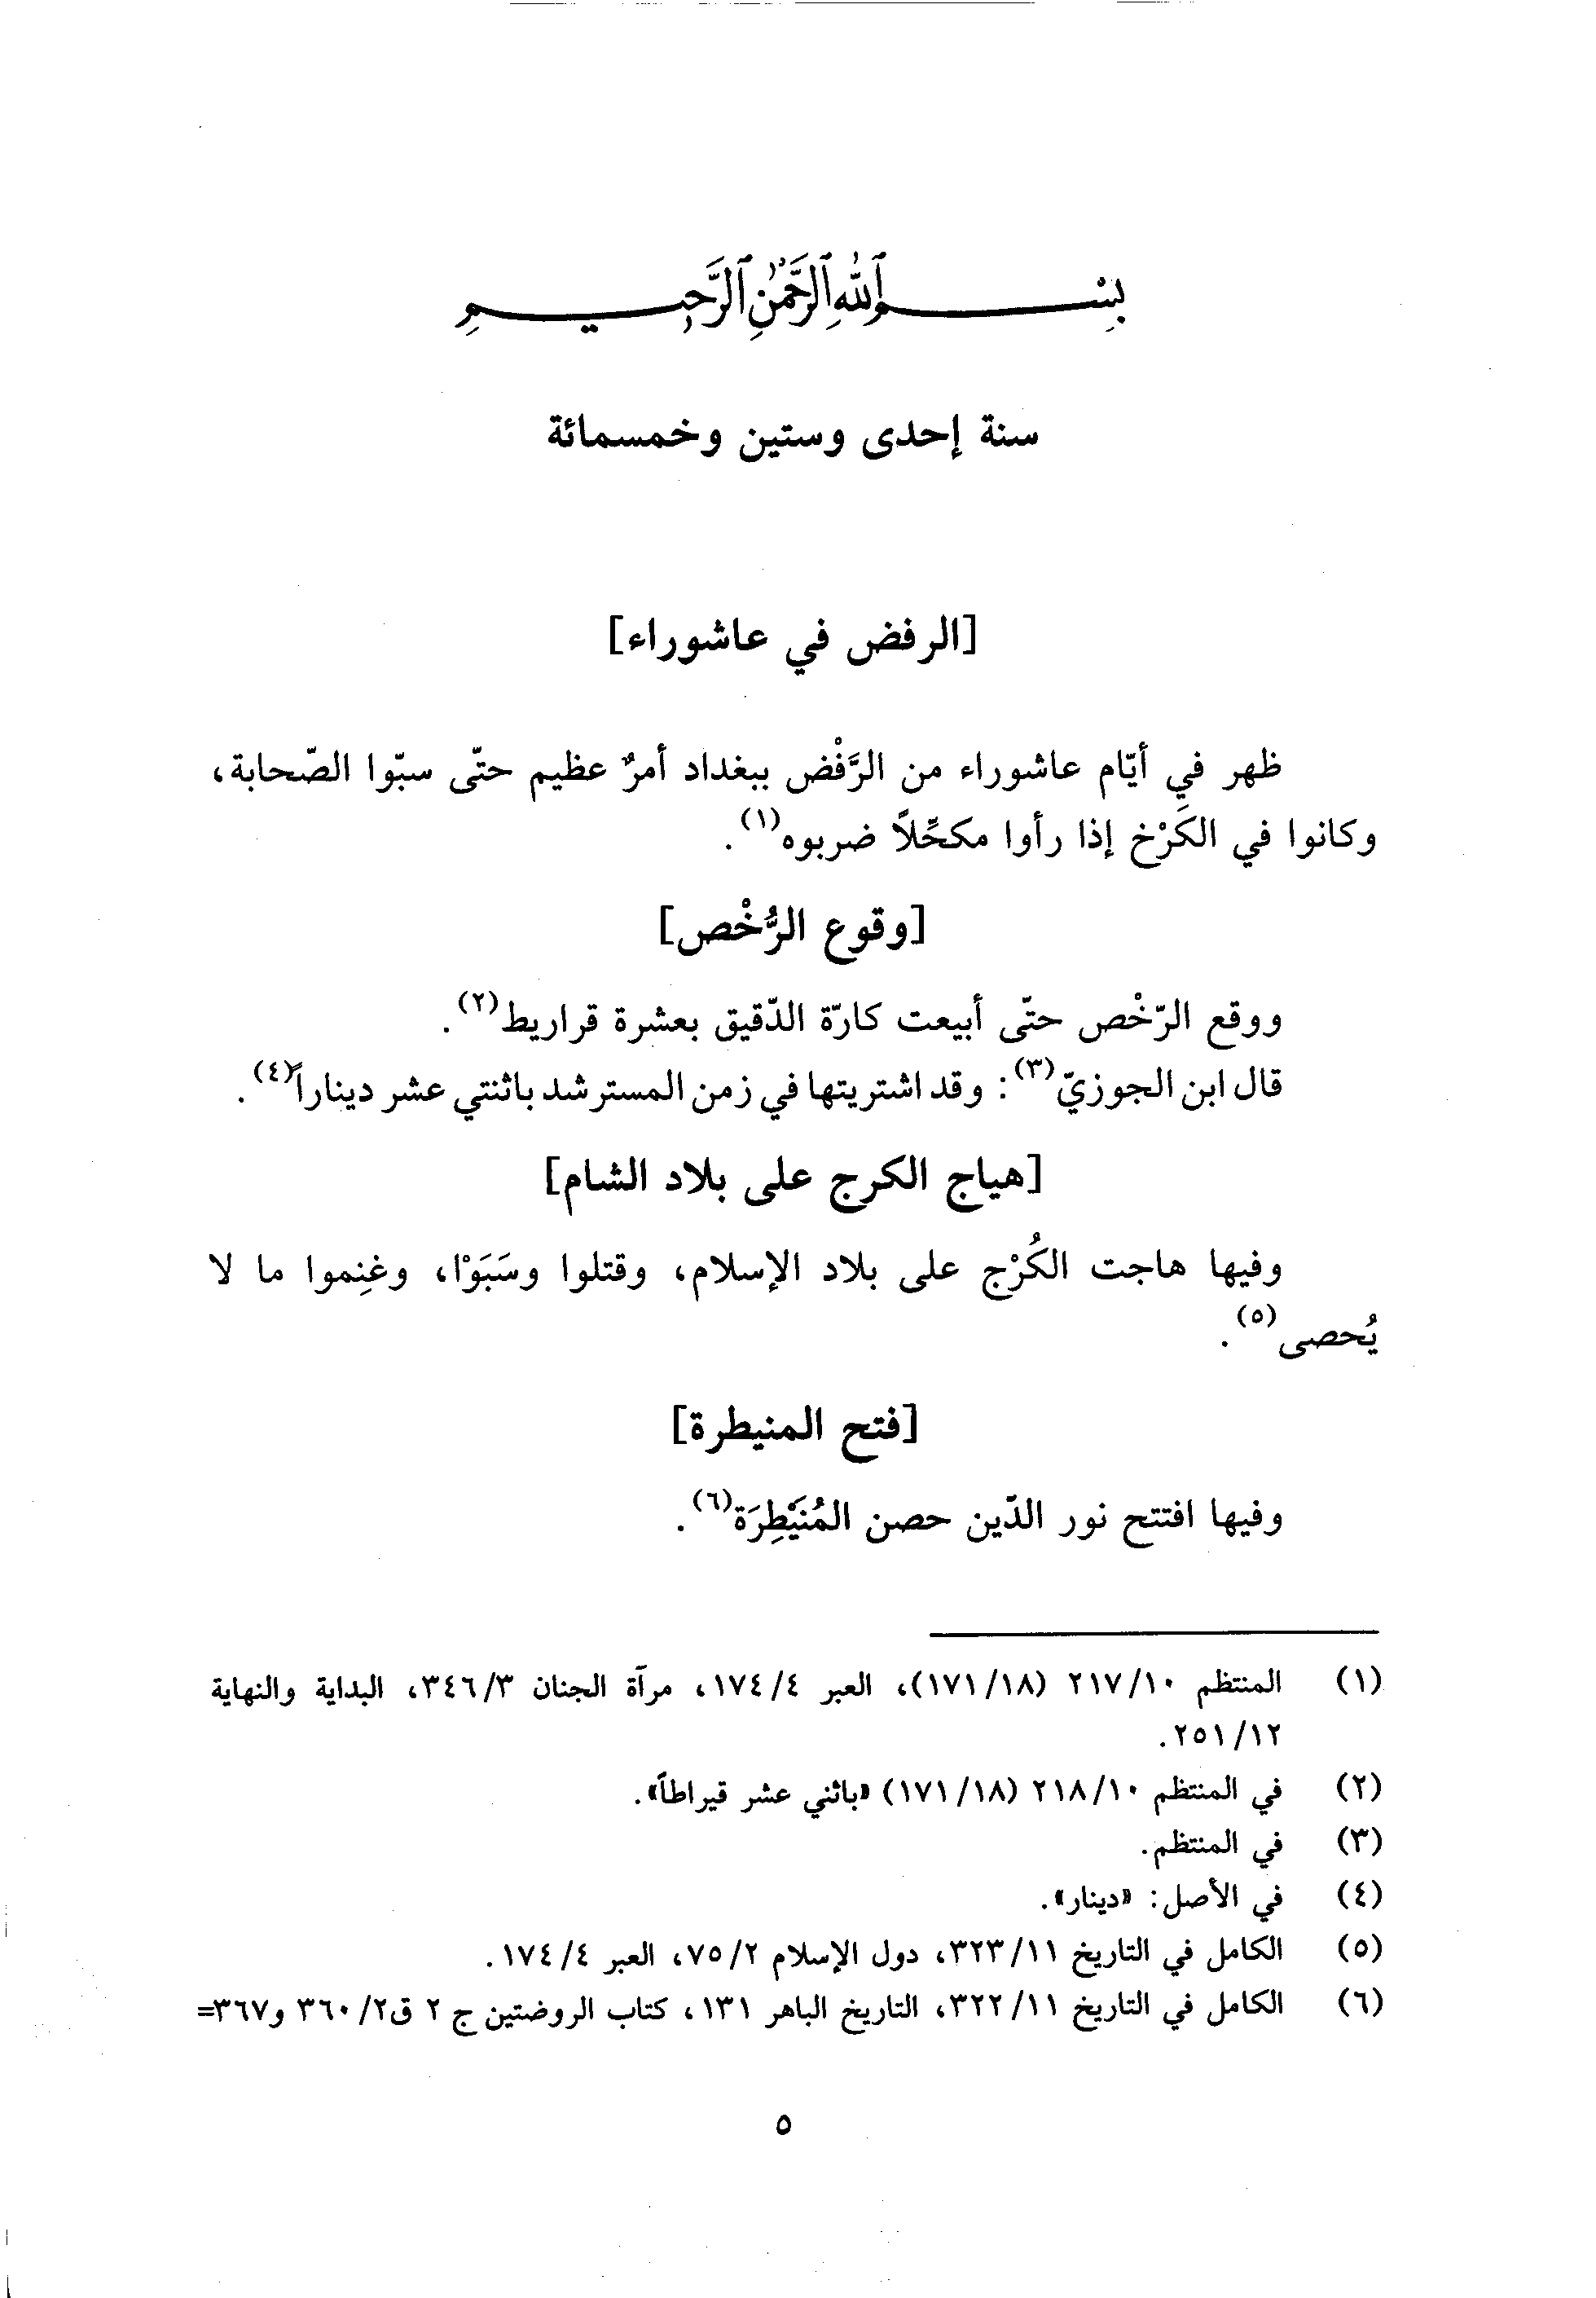 بِسْمِ ٱللَّهِ ٱلرَّحْمَٰنِ ٱلرَّحِيمِ
سنة إحدى وستين وخمسمائة
[الرفض في عاشوراء]
ظهر في أيّام عاشوراء من الرَّفْض ببغداد أمرٌ عظيم حتّى سبّوا الصّحابة،
وكانوا في الكَرْخ إذا رأوا مكحِّلاً ضربوه(١).
[وقوع الرُّخْص]
ووقع الرّخْص حتّى أبيعت كارّة الدّقيق بعشرة قراريط(٢).
قال ابن الجوزيّ(٣): وقد اشتريتها في زمن المسترشد باثنتي عشر ديناراً(٤).
[هياج الكرج على بلاد الشام]
وفيها هاجت الكُرْج على بلاد الإسلام، وقتلوا وسَبَوْا، وغنِموا ما لا
يُحصى(٥).
[فتح المنيطرة]
وفيها افتتح نور الدّين حصن المُنَيْطِرَة(٦).
(١) المنتظم ٢١٧/١٠ (١٧١/١٨)، العبر ١٧٤/٤، مرآة الجنان ٣٤٦/٣، البداية والنهاية
٢٥١/١٢.
(٢) في المنتظم ٢١٨/١٠ (١٧١/١٨) «باثني عشر قيراطاً».
(٣) في المنتظم.
(٤) في الأصل: «دينار».
(٥) الكامل في التاريخ ٣٢٣/١١، دول الإسلام ٧٥/٢، العبر ١٧٤/٤.
(٦) الكامل في التاريخ ٣٢٢/١١، التاريخ الباهر ١٣١، كتاب الروضتين ج ٢ ق٣٦٠/٢ و٣٦٧=
٥